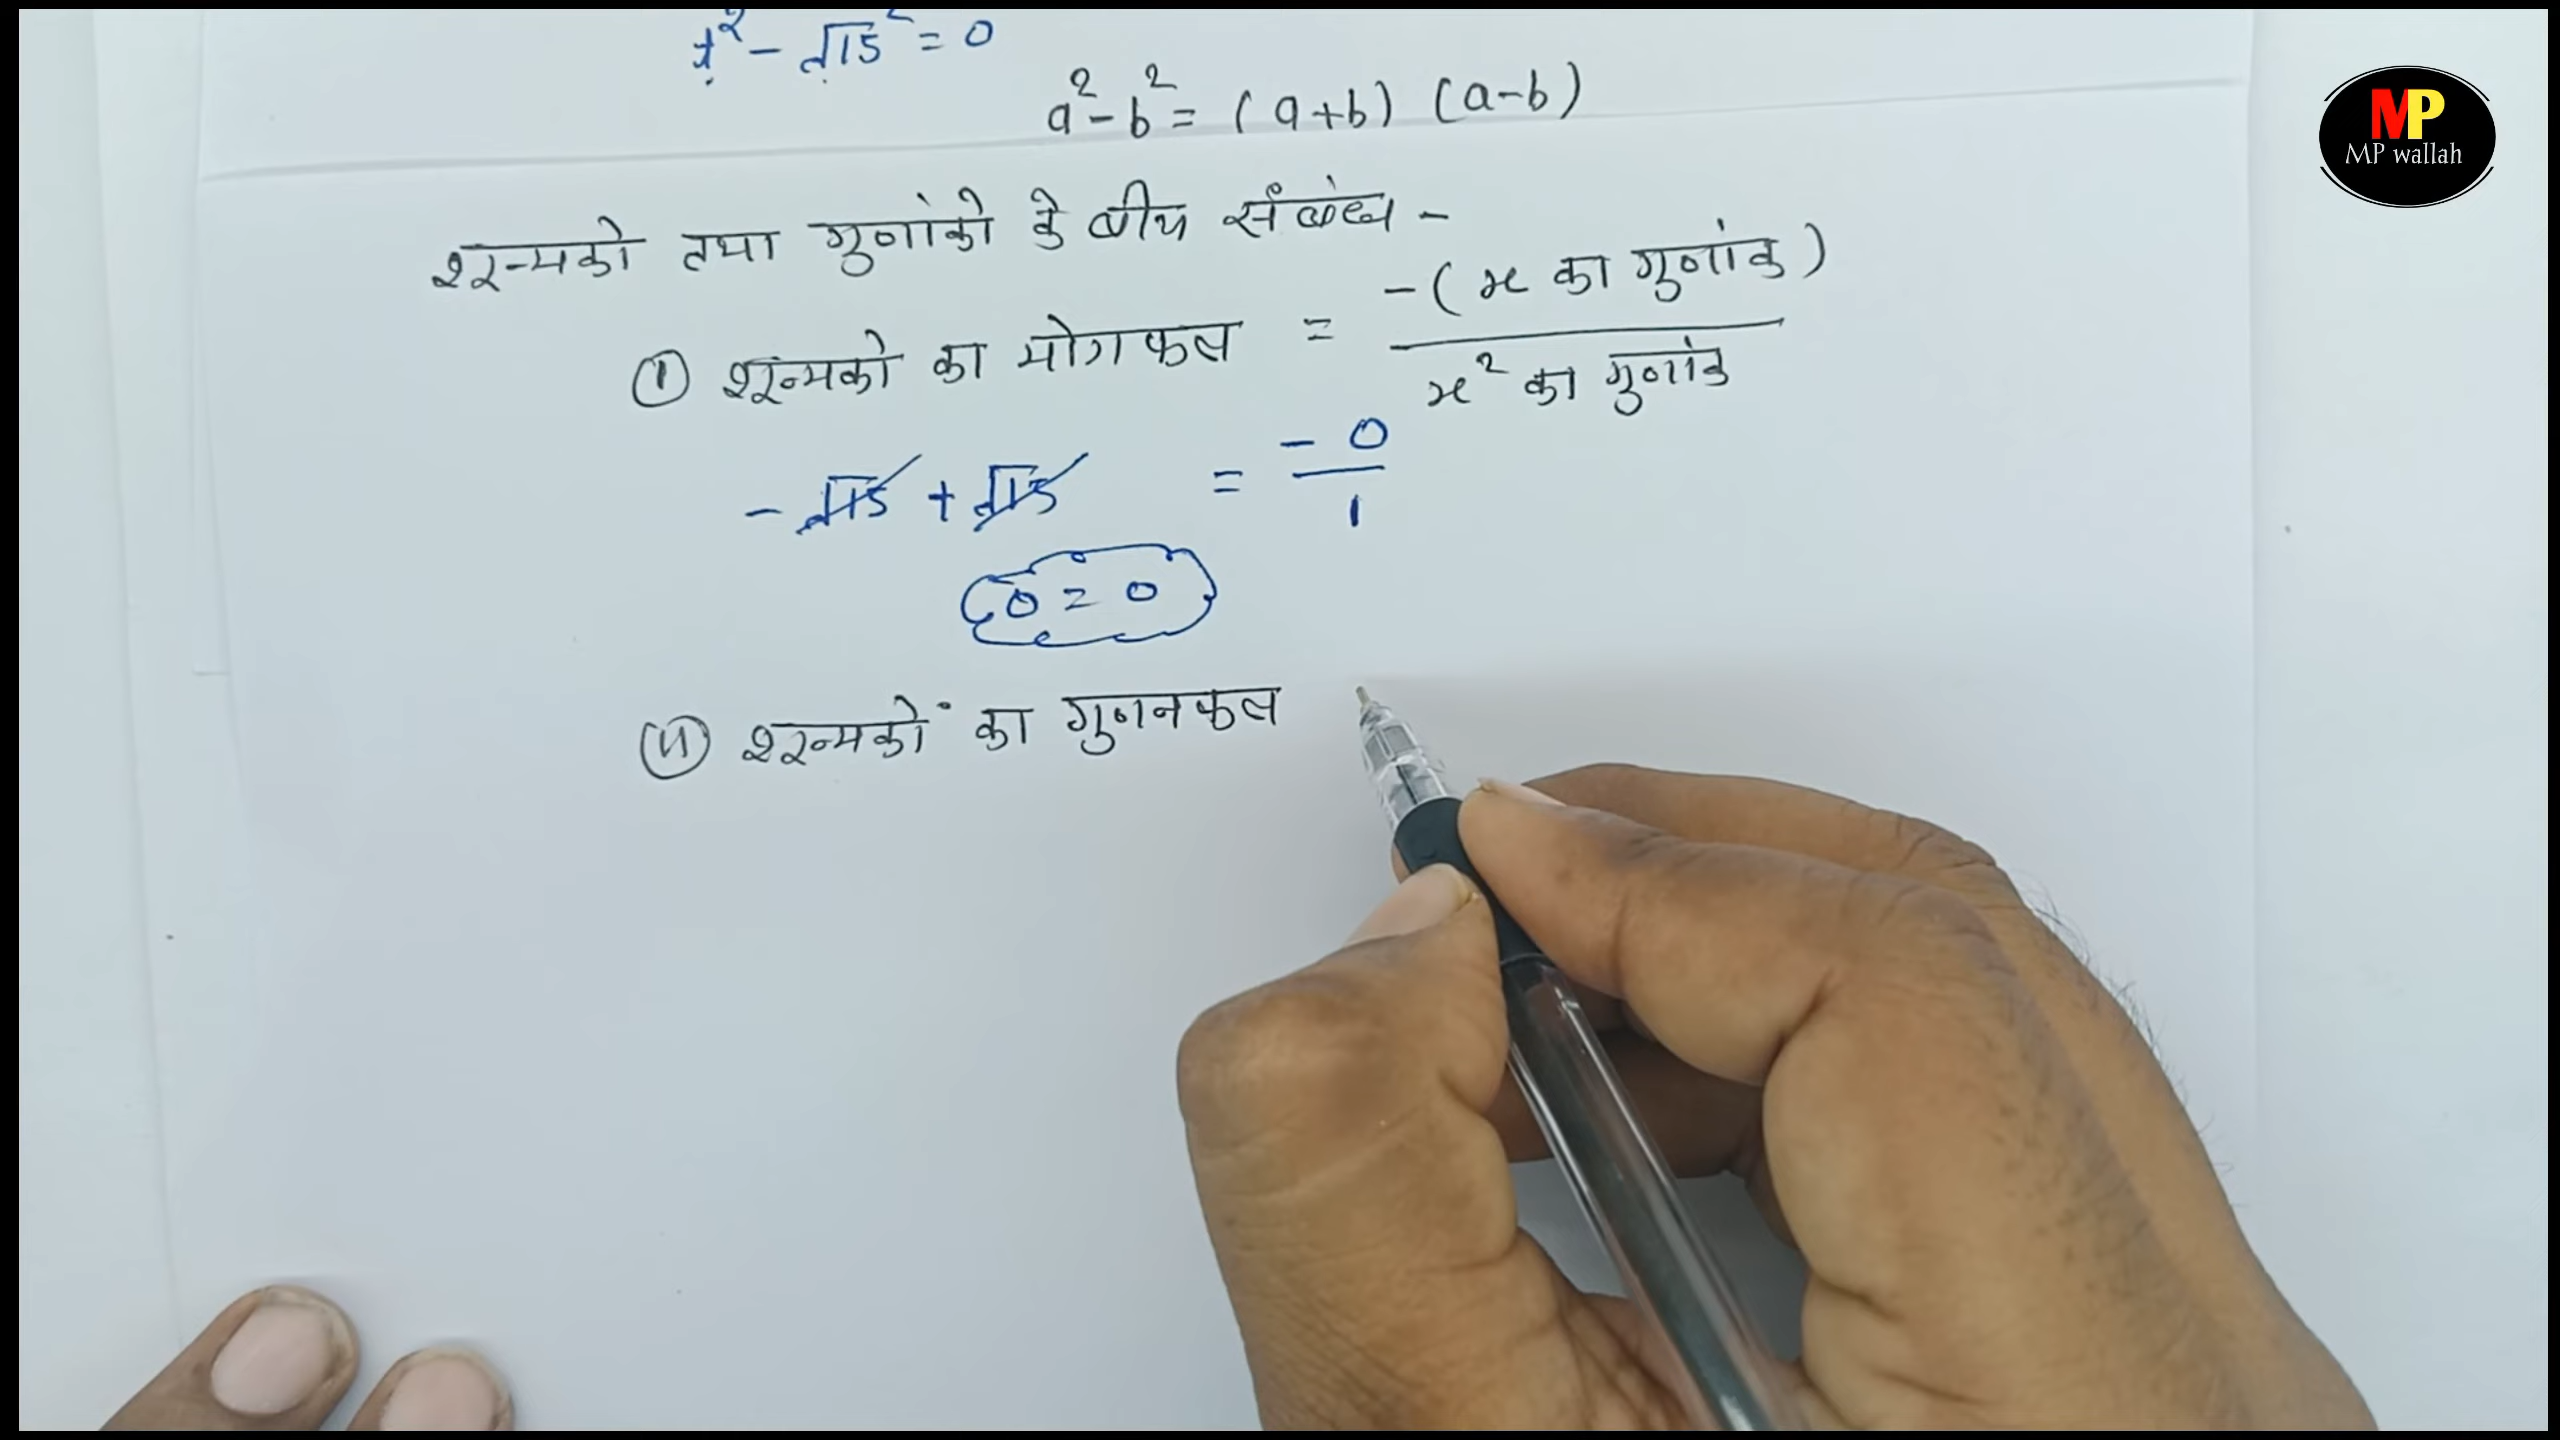 t² - √15² = 0
a² - b² = (a+b) (a-b)
शून्यको तथा गुणांको के बीच संबंध -
① शून्यको का योगफल = -(x का गुणांक) / x² का गुणांक
- √15 + √15 = - 0 / 1
0 = 0
② शून्यकों का गुणनफल
MP
MP wallah